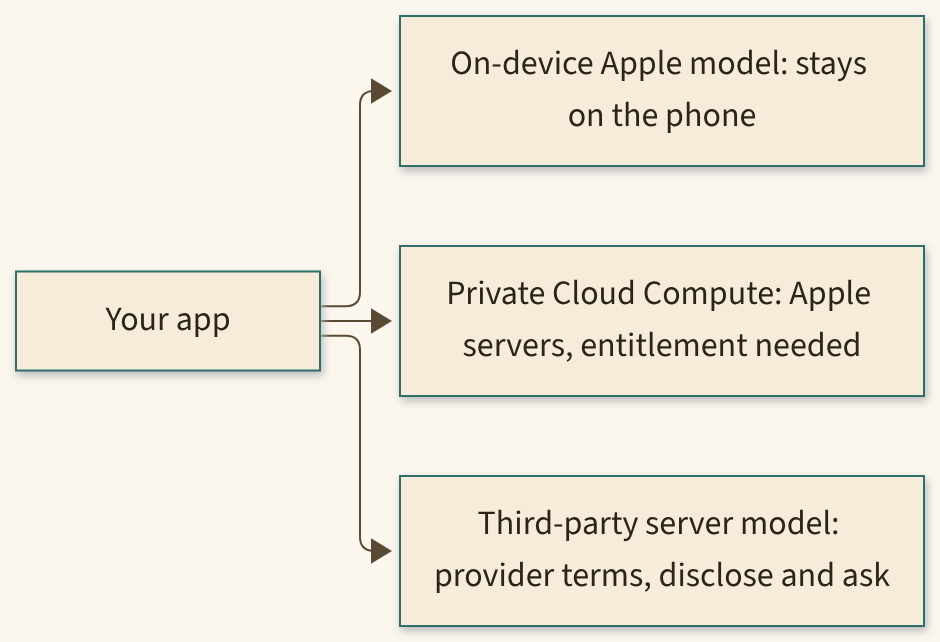 On-device Apple model: stays
on the phone
Your app
Private Cloud Compute: Apple
servers, entitlement needed
Third-party server model:
provider terms, disclose and ask